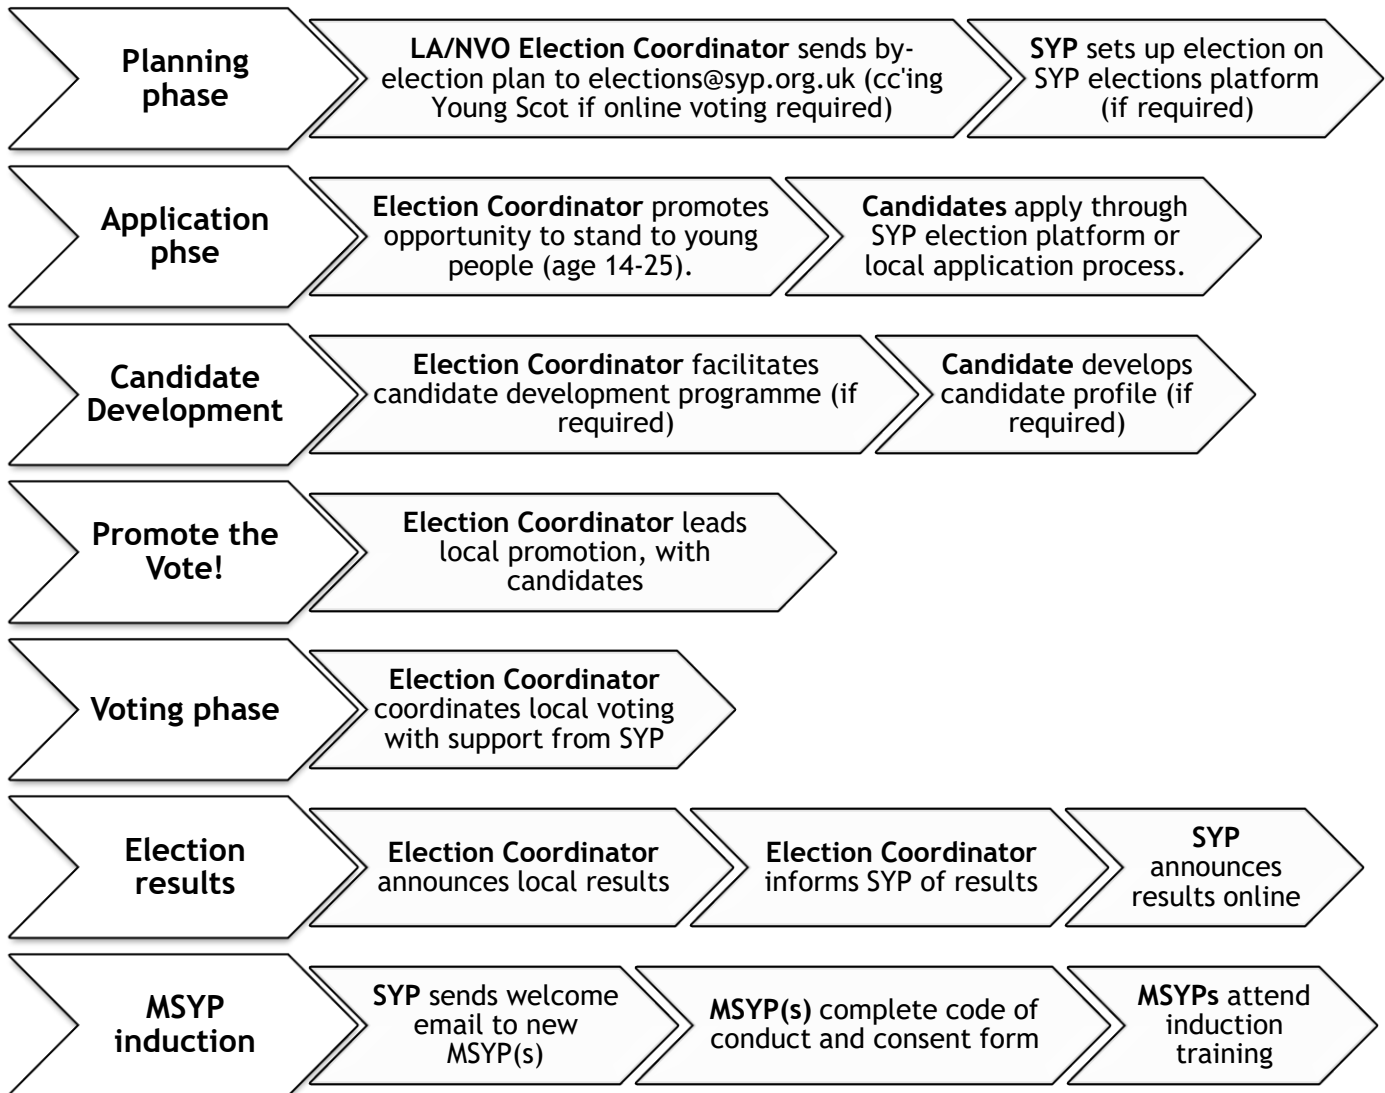 Planning
phase
LA/NVO Election Coordinator sends by-
election plan to elections@syp.org.uk (cc'ing
Young Scot if online voting required)
SYP sets up election on
SYP elections platform
(if required)
Application
phse
Election Coordinator promotes
opportunity to stand to young
people (age 14-25).
Candidates apply through
SYP election platform or
local application process.
Candidate
Development
Election Coordinator facilitates
candidate development programme (if
required)
Candidate develops
candidate profile (if
required)
Promote the
Vote!
Election Coordinator leads
local promotion, with
candidates
Voting phase
Election Coordinator
coordinates local voting
with support from SYP
Election
results
Election Coordinator
announces local results
Election Coordinator
informs SYP of results
SYP
announces
results online
MSYP
induction
SYP sends welcome
email to new
MSYP(s)
MSYP(s) complete code of
conduct and consent form
MSYPs attend
induction
training